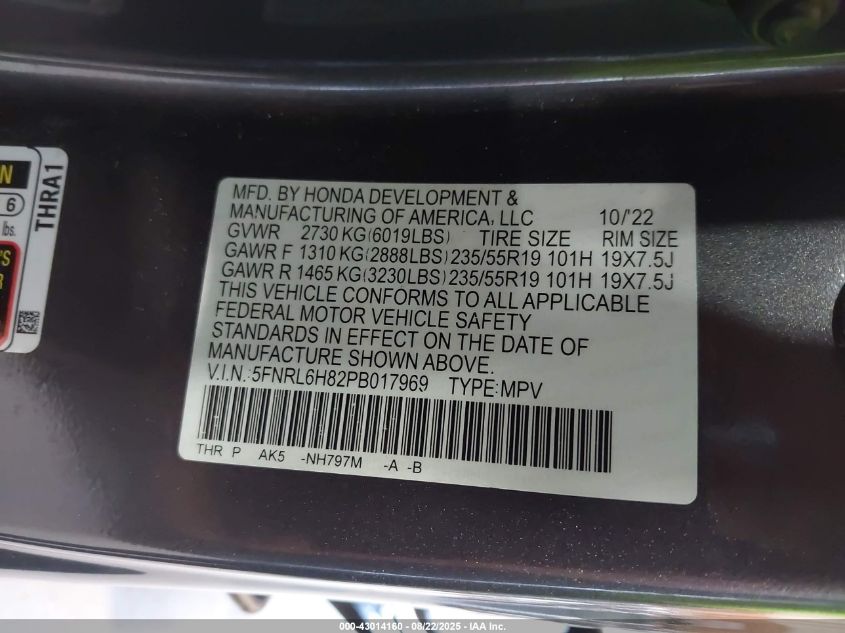 N
6
lbs.
'S
R
THRA1
MFD. BY HONDA DEVELOPMENT &
MANUFACTURING OF AMERICA, LLC 10/'22
GVWR 2730 KG(6019LBS) TIRE SIZE RIM SIZE
GAWR F 1310 KG(2888LBS) 235/55R19 101H 19X7.5J
GAWR R 1465 KG(3230LBS) 235/55R19 101H 19X7.5J
THIS VEHICLE CONFORMS TO ALL APPLICABLE
FEDERAL MOTOR VEHICLE SAFETY
STANDARDS IN EFFECT ON THE DATE OF
MANUFACTURE SHOWN ABOVE.
V.I.N.:5FNRL6H82PB017969 TYPE:MPV
THR P AK5 -NH797M -A -B
000-43014160 - 08/22/2025 - IAA Inc.